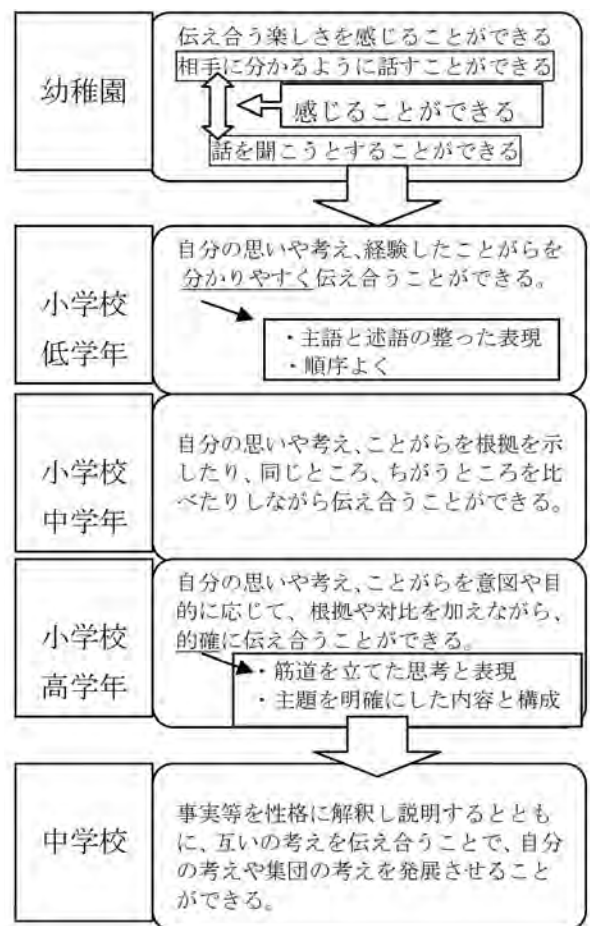 幼稚園
伝え合う楽しさを感じることができる
相手に分かるように話すことができる
感じることができる
話を聞こうとすることができる
小学校
低学年
自分の思いや考え、経験したことがらを
分かりやすく伝え合うことができる。
・主語と述語の整った表現
・順序よく
小学校
中学年
自分の思いや考え、ことがらを根拠を示
したり、同じところ、ちがうところを比
べたりしながら伝え合うことができる。
小学校
高学年
自分の思いや考え、ことがらを意図や目
的に応じて、根拠や対比を加えながら、
的確に伝え合うことができる。
・筋道を立てた思考と表現
・主題を明確にした内容と構成
中学校
事実等を性格に解釈し説明するととも
に、互いの考えを伝え合うことで、自分
の考えや集団の考えを発展させること
ができる。